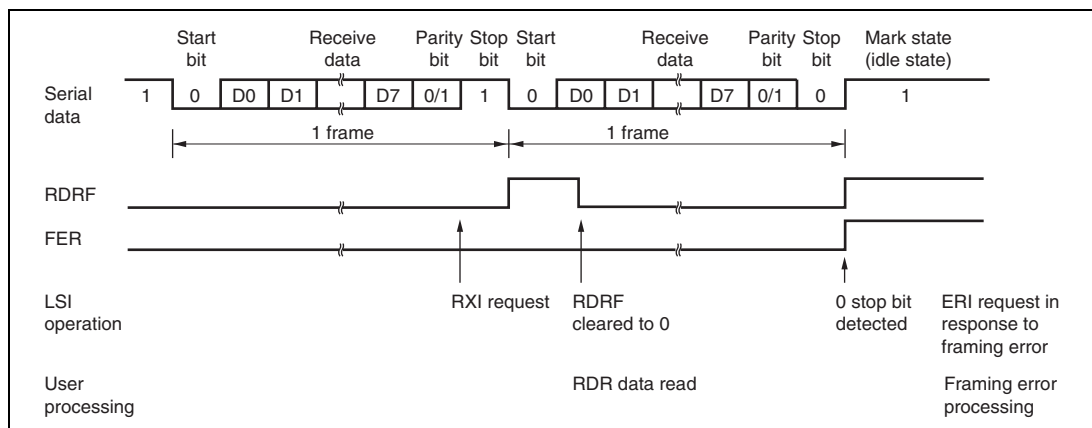 Start bit Receive data Parity bit Stop bit Start bit Receive data Parity bit Stop bit Mark state (idle state)
Serial data 1 0 D0 D1 D7 0/1 1 0 D0 D1 D7 0/1 0 1
1 frame 1 frame
RDRF
FER
LSI operation RXI request RDRF cleared to 0 0 stop bit detected ERI request in response to framing error
User processing RDR data read Framing error processing